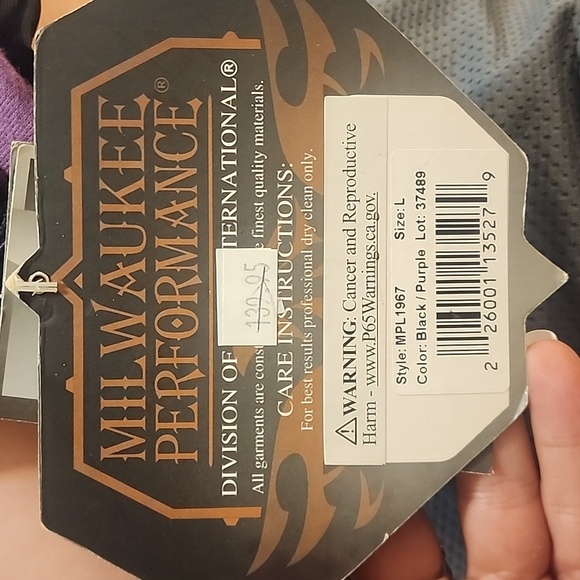 MILWAUKEE
PERFORMANCE®
DIVISION OF TERNATIONAL®
All garments are finest quality materials.
CARE INSTRUCTIONS:
For best results professional dry clean only.
139.95
⚠WARNING: Cancer and Reproductive
Harm - www.P65Warnings.ca.gov.
Style: MPL1967 Size: L
Color: Black / Purple Lot: 37489
2 26001 13527 9